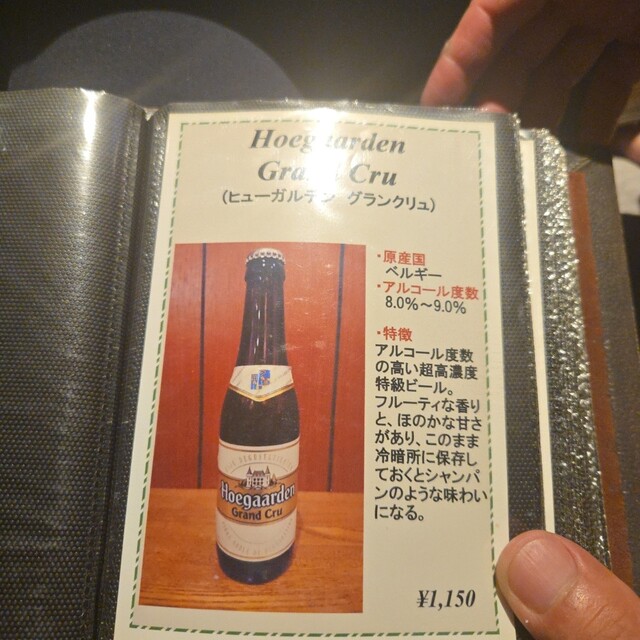 Hoegaarden
Grand Cru
(ヒューガルデン グランクリュ)
・原産国
ベルギー
・アルコール度数
8.0%～9.0%
・特徴
アルコール度数
の高い超高濃度
特級ビール。
フルーティな香り
と、ほのかな甘さ
があり、このまま
冷暗所に保存し
ておくとシャンパ
ンのような味わい
になる。
Hoegaarden
Grand Cru
¥1,150